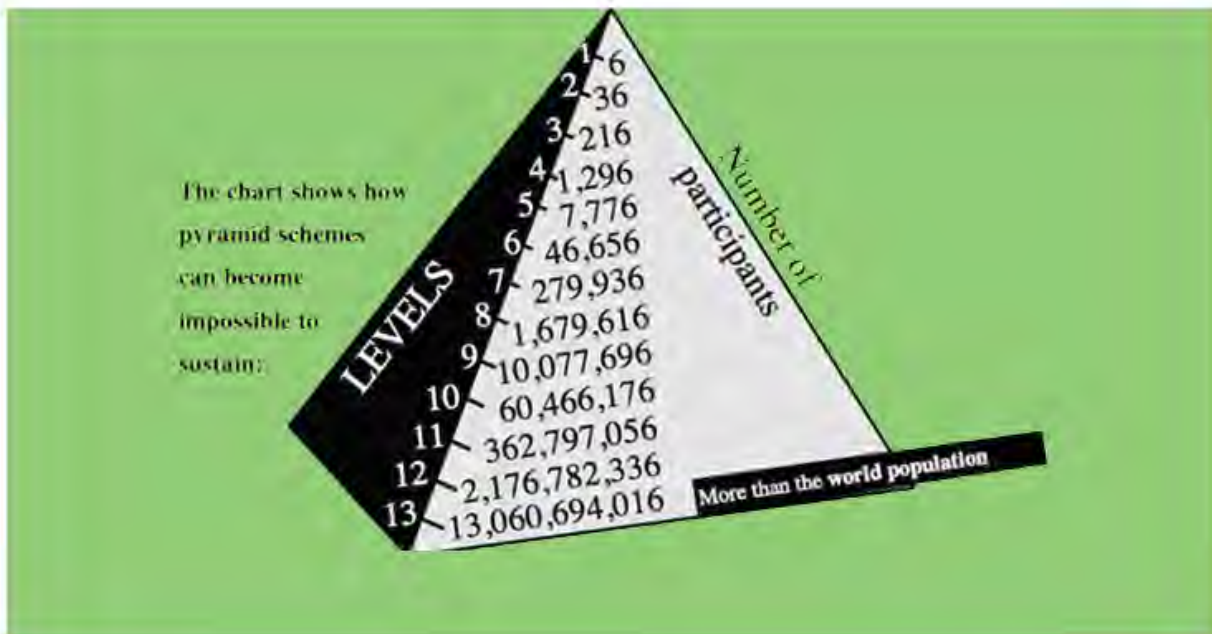 The chart shows how
pyramid schemes
can become
impossible to
sustain:
LEVELS
Number of
participants
1 6
2 36
3 216
4 1,296
5 7,776
6 46,656
7 279,936
8 1,679,616
9 10,077,696
10 60,466,176
11 362,797,056
12 2,176,782,336
13 13,060,694,016
More than the world population